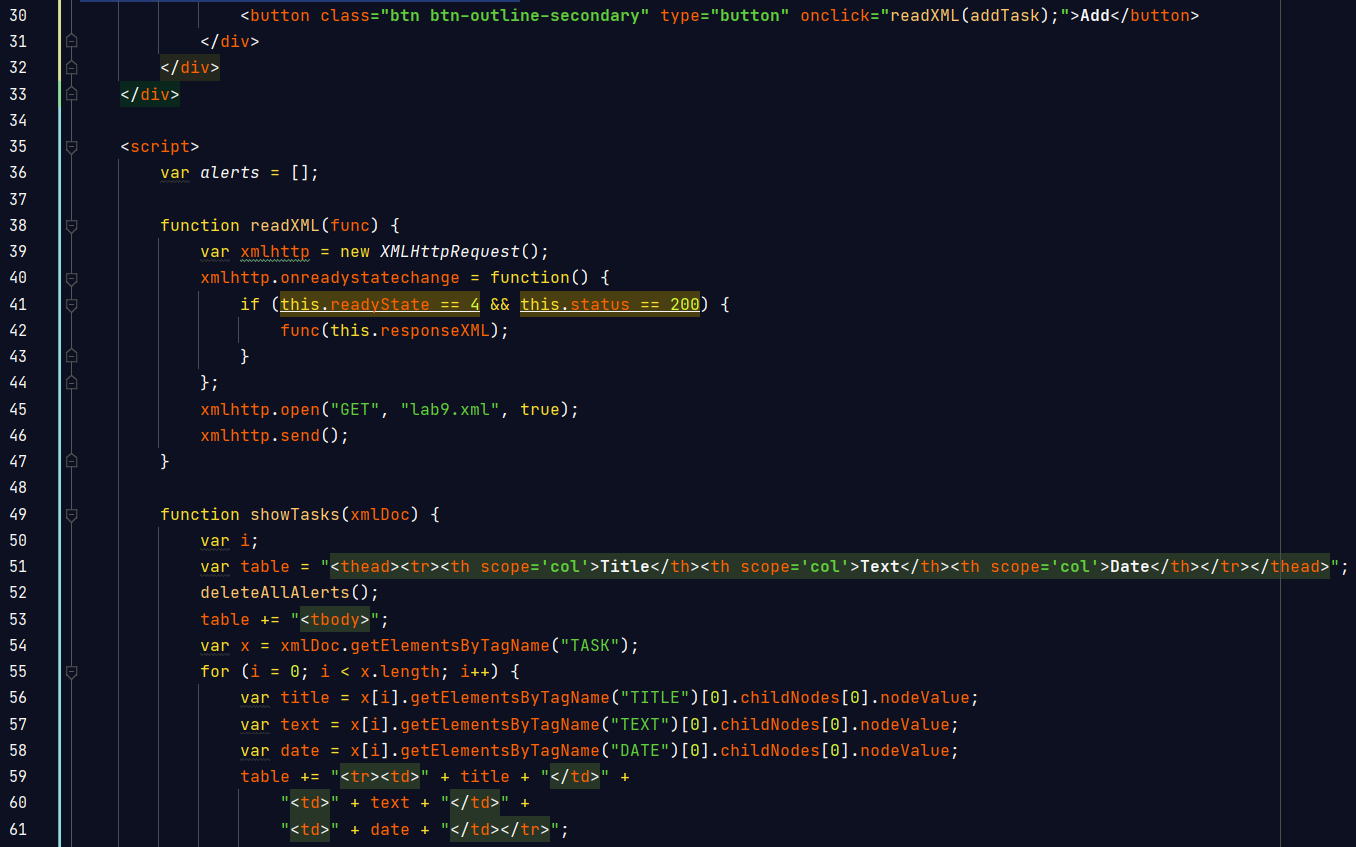 30 <button class="btn btn-outline-secondary" type="button" onclick="readXML(addTask);">Add</button>
31 </div>
32 </div>
33 </div>
34
35 <script>
36 var alerts = [];
37
38 function readXML(func) {
39 var xmlhttp = new XMLHttpRequest();
40 xmlhttp.onreadystatechange = function() {
41 if (this.readyState == 4 && this.status == 200) {
42 func(this.responseXML);
43 }
44 };
45 xmlhttp.open("GET", "lab9.xml", true);
46 xmlhttp.send();
47 }
48
49 function showTasks(xmlDoc) {
50 var i;
51 var table = "<thead><tr><th scope='col'>Title</th><th scope='col'>Text</th><th scope='col'>Date</th></tr></thead>";
52 deleteAllAlerts();
53 table += "<tbody>";
54 var x = xmlDoc.getElementsByTagName("TASK");
55 for (i = 0; i < x.length; i++) {
56 var title = x[i].getElementsByTagName("TITLE")[0].childNodes[0].nodeValue;
57 var text = x[i].getElementsByTagName("TEXT")[0].childNodes[0].nodeValue;
58 var date = x[i].getElementsByTagName("DATE")[0].childNodes[0].nodeValue;
59 table += "<tr><td>" + title + "</td>" +
60 "<td>" + text + "</td>" +
61 "<td>" + date + "</td></tr>";